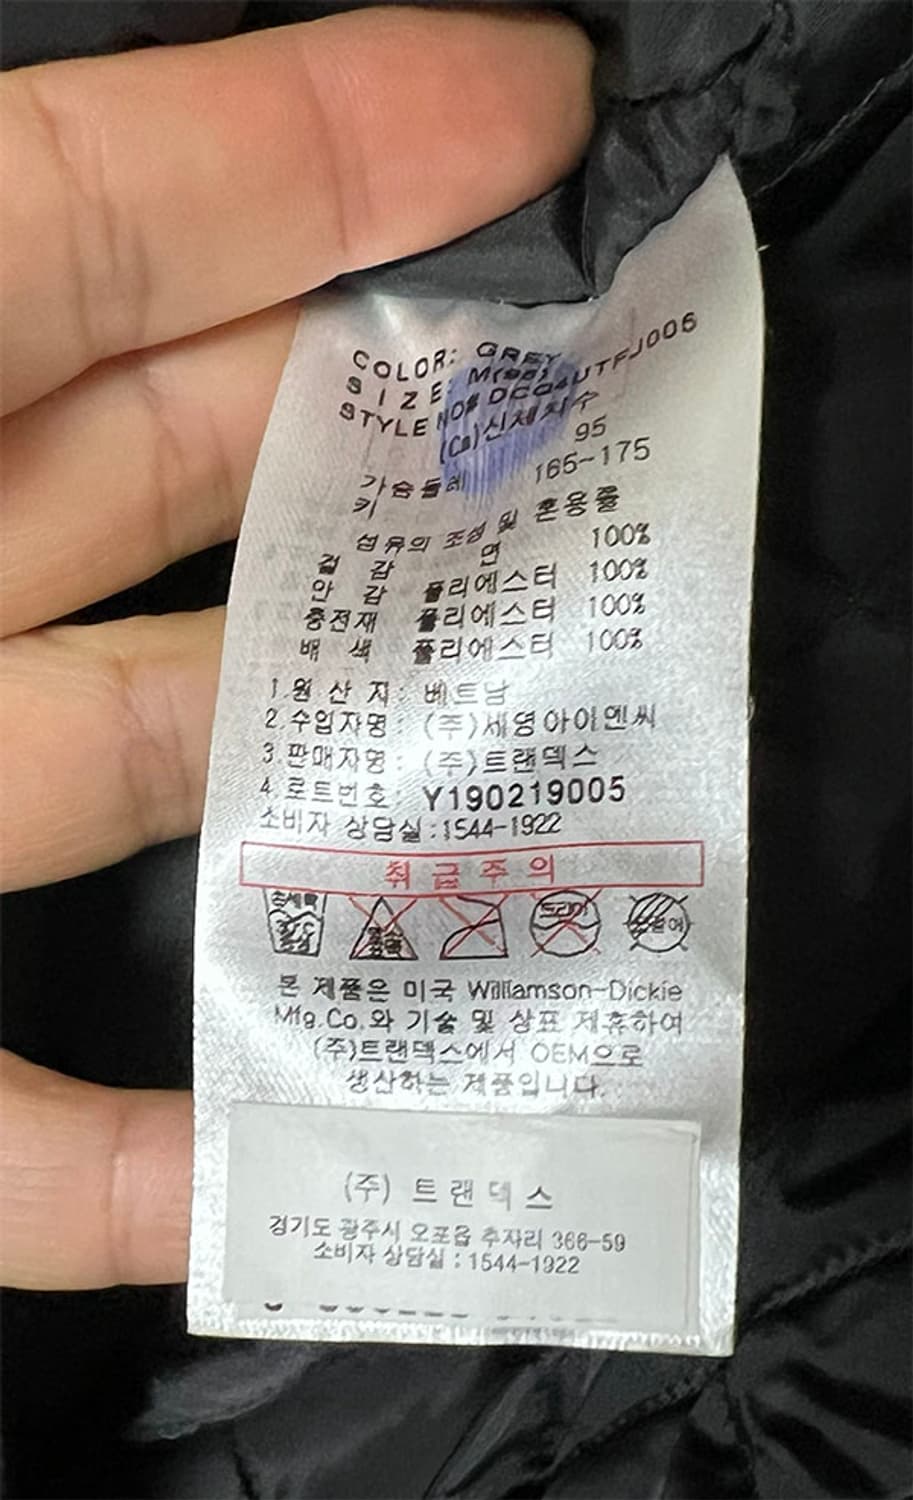 COLOR: GREY
SIZE: M(95)
STYLE NO# DCQ4UTFJ006
(Cm)신체치수
가슴둘레 95
키 165-175
섬유의 조성 및 혼용률
겉 감 면 100%
안 감 폴리에스터 100%
충전재 폴리에스터 100%
배 색 폴리에스터 100%
1.원 산 지: 베트남
2.수입자명: (주)세영아이엔씨
3.판매자명: (주)트랜덱스
4.로트번호: Y190219005
소비자 상담실:1544-1922
취급주의
손세탁
드라이
본 제품은 미국 Williamson-Dickie
Mfg.Co.와 기술 및 상표 제휴하여
(주)트랜덱스에서 OEM으로
생산하는 제품입니다.
(주) 트랜덱스
경기도 광주시 오포읍 추자리 366-59
소비자 상담실 : 1544-1922